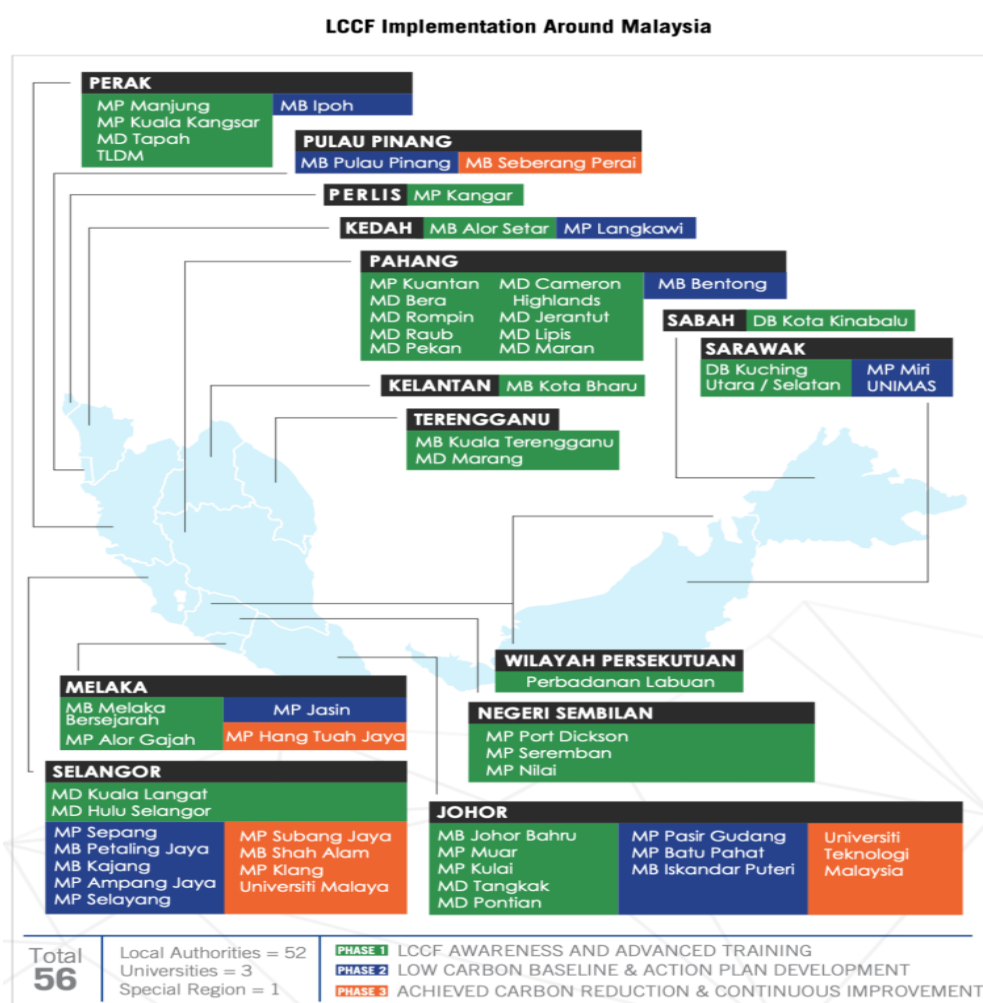 LCCF Implementation Around Malaysia
PERAK
MP Manjung
MP Kuala Kangsar
MD Tapah
TLDM
MB Ipoh
PULAU PINANG
MB Pulau Pinang
MB Seberang Perai
PERLIS
MP Kangar
KEDAH
MB Alor Setar
MP Langkawi
PAHANG
MP Kuantan
MD Bera
MD Rompin
MD Raub
MD Pekan
MD Cameron
Highlands
MD Jerantut
MD Lipis
MD Maran
MB Bentong
SABAH
DB Kota Kinabalu
SARAWAK
DB Kuching
Utara / Selatan
MP Miri
UNIMAS
KELANTAN
MB Kota Bharu
TERENGGANU
MB Kuala Terengganu
MD Marang
WILAYAH PERSEKUTUAN
Perbadanan Labuan
MELAKA
MB Melaka
Bersejarah
MP Alor Gajah
MP Jasin
MP Hang Tuah Jaya
NEGERI SEMBILAN
MP Port Dickson
MP Seremban
MP Nilai
SELANGOR
MD Kuala Langat
MD Hulu Selangor
MP Sepang
MB Petaling Jaya
MB Kajang
MP Ampang Jaya
MP Selayang
MP Subang Jaya
MB Shah Alam
MP Klang
Universiti Malaya
JOHOR
MB Johor Bahru
MP Muar
MP Kulai
MD Tangkak
MD Pontian
MP Pasir Gudang
MP Batu Pahat
MB Iskandar Puteri
Universiti
Teknologi
Malaysia
Total
56
Local Authorities = 52
Universities = 3
Special Region = 1
PHASE 1 LCCF AWARENESS AND ADVANCED TRAINING
PHASE 2 LOW CARBON BASELINE & ACTION PLAN DEVELOPMENT
PHASE 3 ACHIEVED CARBON REDUCTION & CONTINUOUS IMPROVEMENT